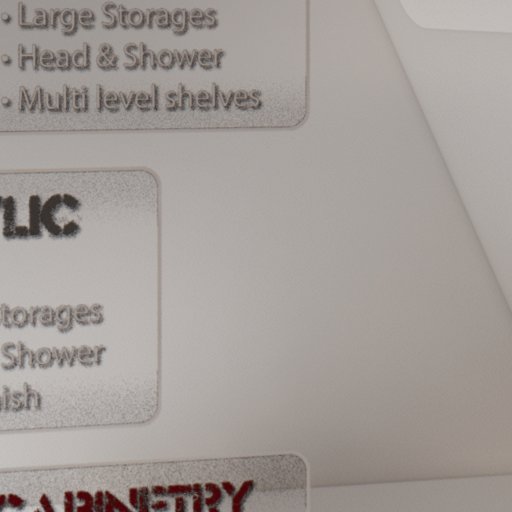 • Large Storages
• Head & Shower
• Multi level shelves
LIC
torages
Shower
ish
CABINETRY